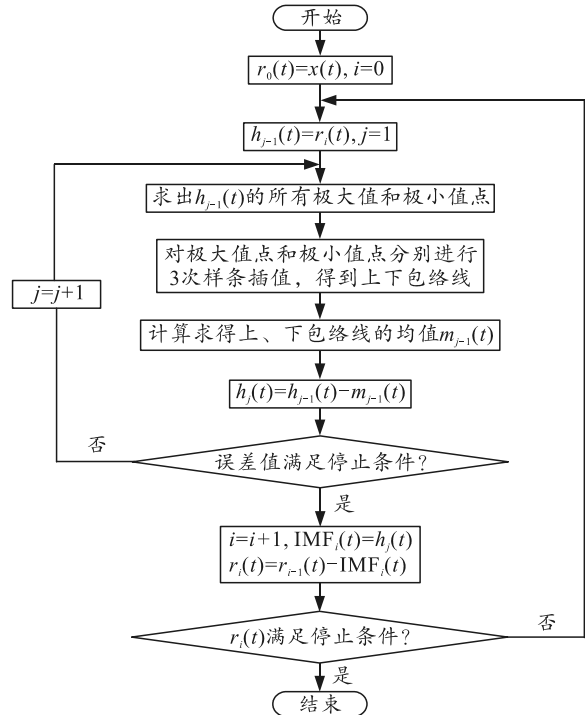 开始
r₀(t)=x(t), i=0
hⱼ₋₁(t)=rᵢ(t), j=1
求出hⱼ₋₁(t)的所有极大值和极小值点
对极大值点和极小值点分别进行
3次样条插值，得到上下包络线
j=j+1
计算求得上、下包络线的均值mⱼ₋₁(t)
hⱼ(t)=hⱼ₋₁(t)−mⱼ₋₁(t)
否
误差值满足停止条件？
是
i=i+1, IMFᵢ(t)=hⱼ(t)
rᵢ(t)=rᵢ₋₁(t)−IMFᵢ(t)
否
rᵢ(t)满足停止条件？
是
结束